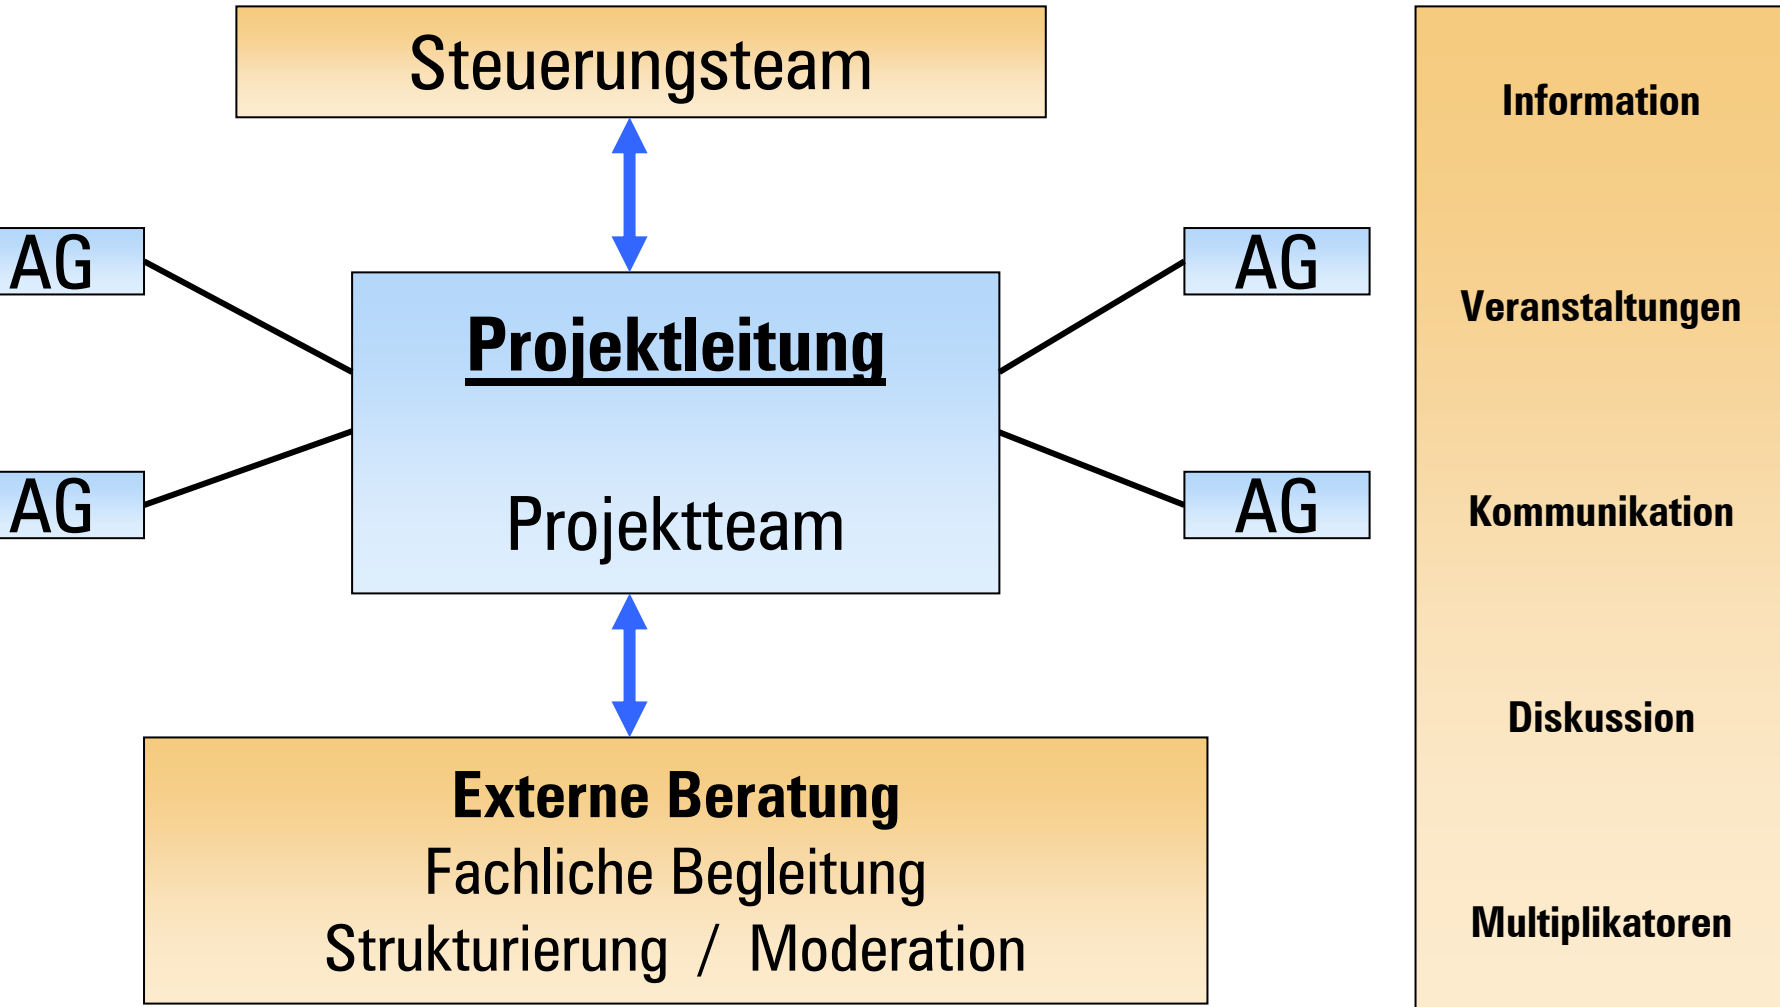 Steuerungsteam
AG
AG
Projektleitung
Projektteam
AG
AG
Externe Beratung
Fachliche Begleitung
Strukturierung / Moderation
Information
Veranstaltungen
Kommunikation
Diskussion
Multiplikatoren